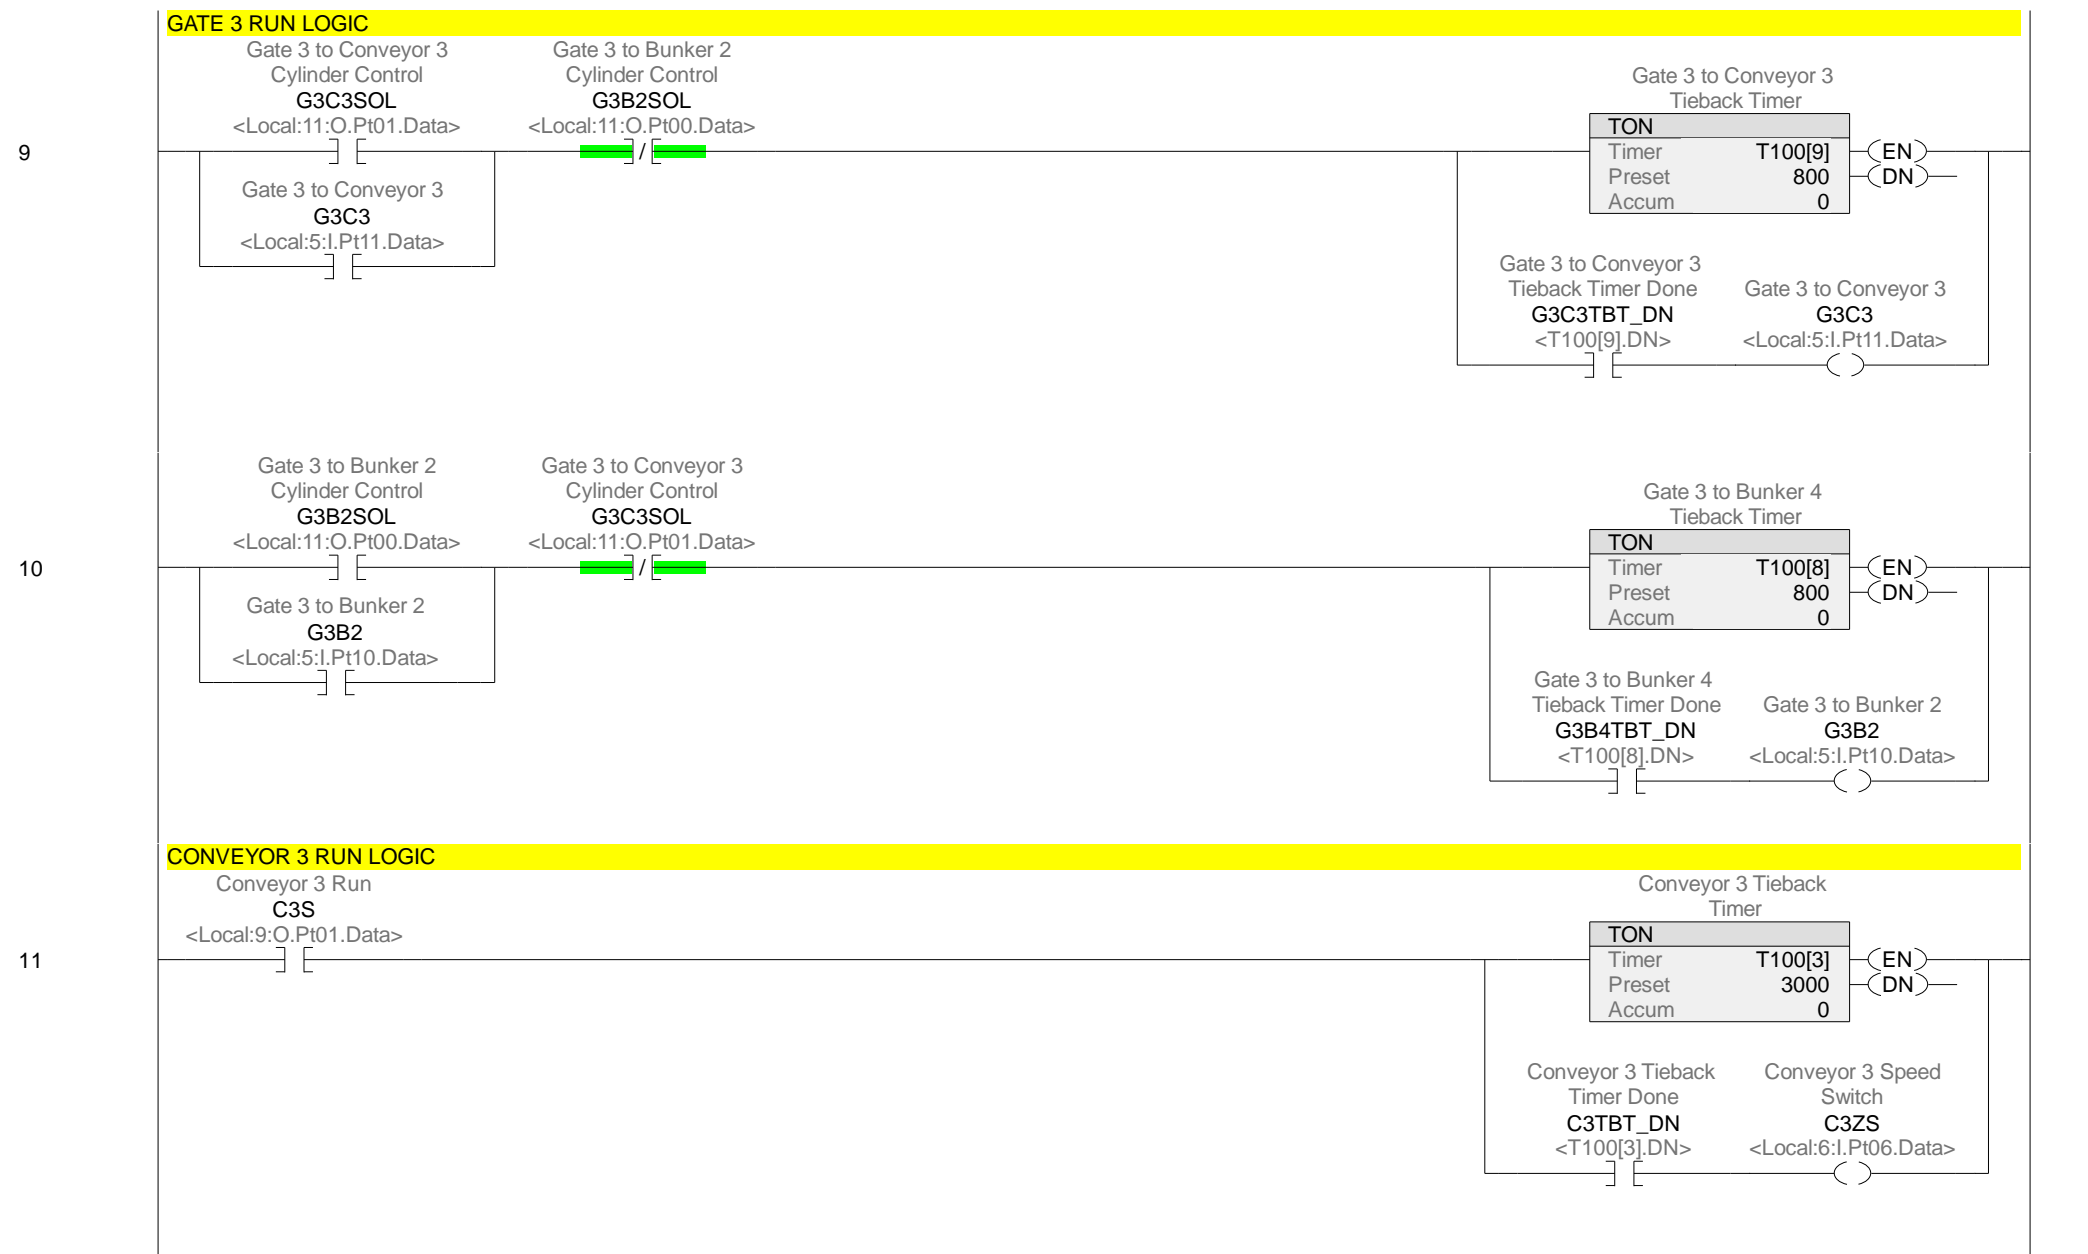 GATE 3 RUN LOGIC
Gate 3 to Conveyor 3
Cylinder Control
G3C3SOL
<Local:11:O.Pt01.Data>
Gate 3 to Bunker 2
Cylinder Control
G3B2SOL
<Local:11:O.Pt00.Data>
/
Gate 3 to Conveyor 3
Tieback Timer
TON
Timer T100[9]
Preset 800
Accum 0
EN
DN
9
Gate 3 to Conveyor 3
G3C3
<Local:5:I.Pt11.Data>
Gate 3 to Conveyor 3
Tieback Timer Done
G3C3TBT_DN
<T100[9].DN>
Gate 3 to Conveyor 3
G3C3
<Local:5:I.Pt11.Data>
Gate 3 to Bunker 2
Cylinder Control
G3B2SOL
<Local:11:O.Pt00.Data>
Gate 3 to Conveyor 3
Cylinder Control
G3C3SOL
<Local:11:O.Pt01.Data>
/
Gate 3 to Bunker 4
Tieback Timer
TON
Timer T100[8]
Preset 800
Accum 0
EN
DN
10
Gate 3 to Bunker 2
G3B2
<Local:5:I.Pt10.Data>
Gate 3 to Bunker 4
Tieback Timer Done
G3B4TBT_DN
<T100[8].DN>
Gate 3 to Bunker 2
G3B2
<Local:5:I.Pt10.Data>
CONVEYOR 3 RUN LOGIC
Conveyor 3 Run
C3S
<Local:9:O.Pt01.Data>
Conveyor 3 Tieback
Timer
TON
Timer T100[3]
Preset 3000
Accum 0
EN
DN
11
Conveyor 3 Tieback
Timer Done
C3TBT_DN
<T100[3].DN>
Conveyor 3 Speed
Switch
C3ZS
<Local:6:I.Pt06.Data>